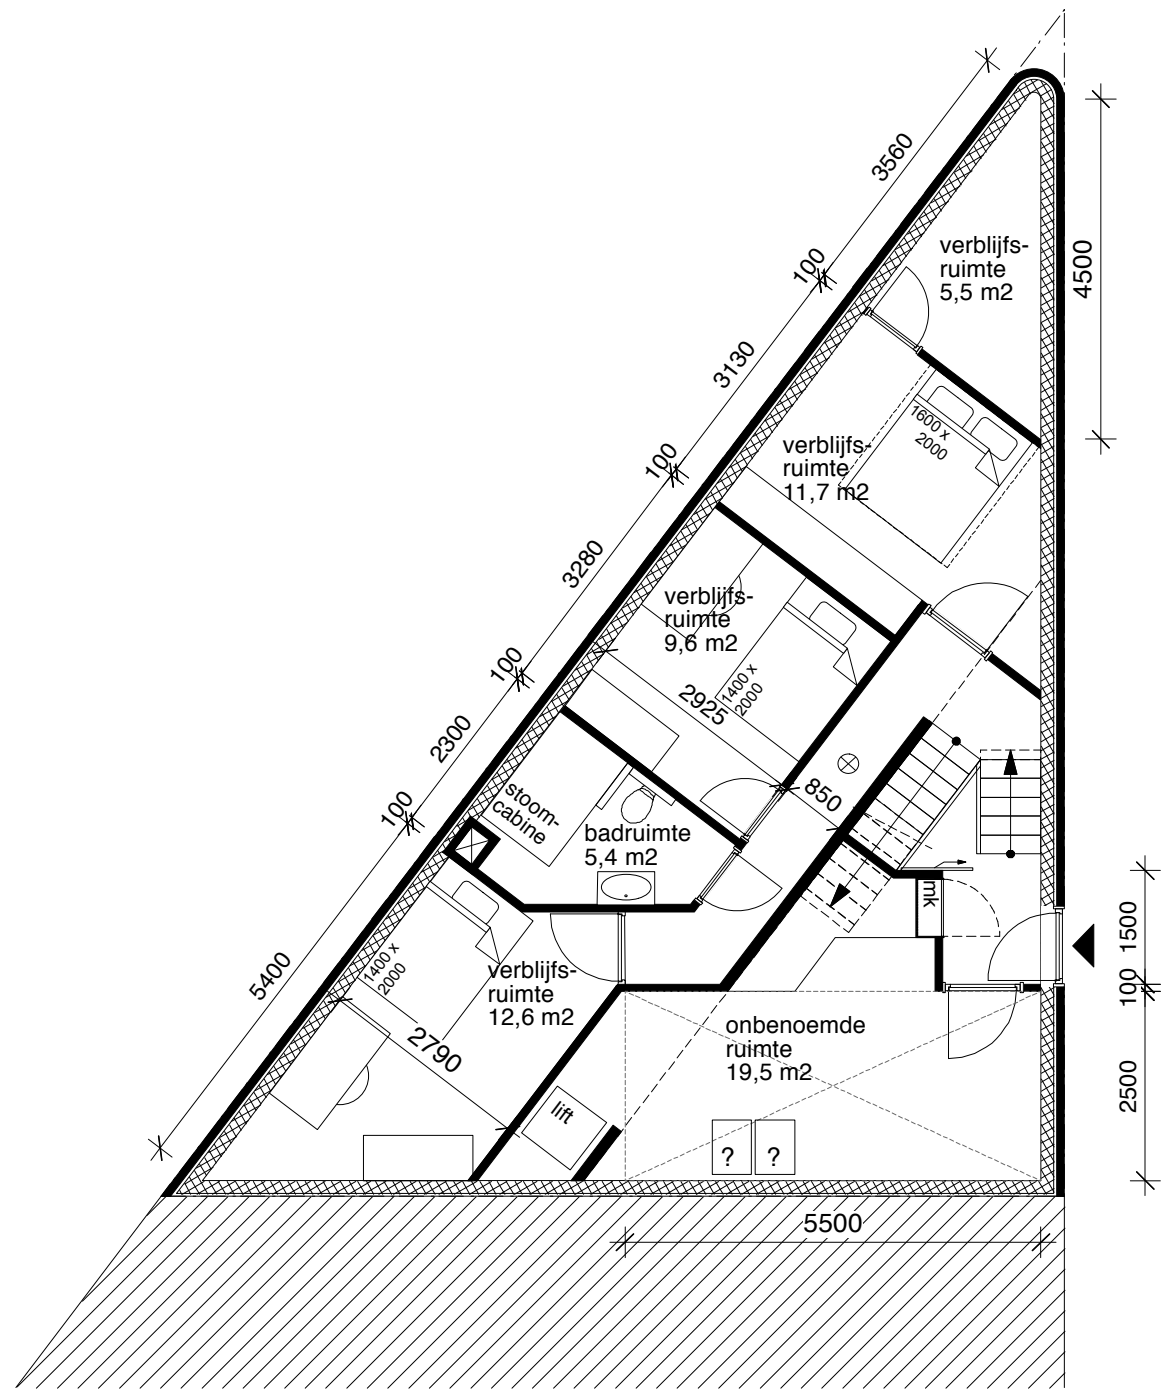 3560
100
3130
100
3280
100
2300
100
5400
4500
verblijfs-
ruimte
5,5 m2
1600 x
2000
verblijfs-
ruimte
11,7 m2
verblijfs-
ruimte
9,6 m2
1400 x
2000
2925
850
stoom-
cabine
badruimte
5,4 m2
mk
1400 x
2000
verblijfs-
ruimte
12,6 m2
2790
onbenoemde
ruimte
19,5 m2
lift
?
?
1500
100
2500
5500